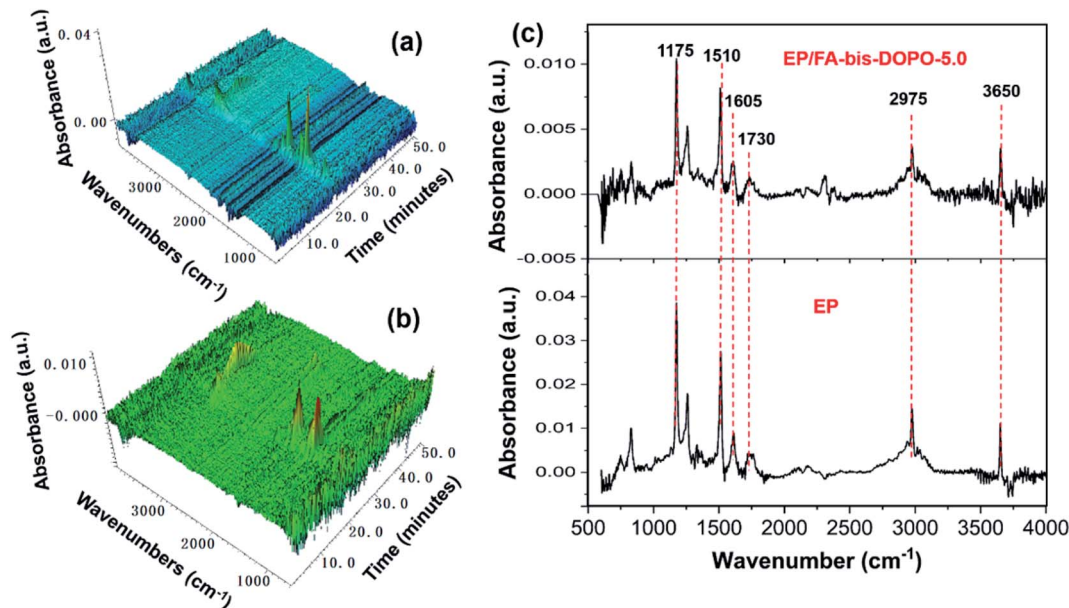 (a)
Absorbance (a.u.)
0.04
0.00
3000
2000
1000
Wavenumbers (cm⁻¹)
10.0
20.0
30.0
40.0
50.0
Time (minutes)
(b)
Absorbance (a.u.)
0.010
-0.000
3000
2000
1000
Wavenumbers (cm⁻¹)
10.0
20.0
30.0
40.0
50.0
Time (minutes)
(c)
EP/FA-bis-DOPO-5.0
1175
1510
1605
1730
2975
3650
Absorbance (a.u.)
0.010
0.005
0.000
-0.005
EP
Absorbance (a.u.)
0.04
0.03
0.02
0.01
0.00
500 1000 1500 2000 2500 3000 3500 4000
Wavenumber (cm⁻¹)